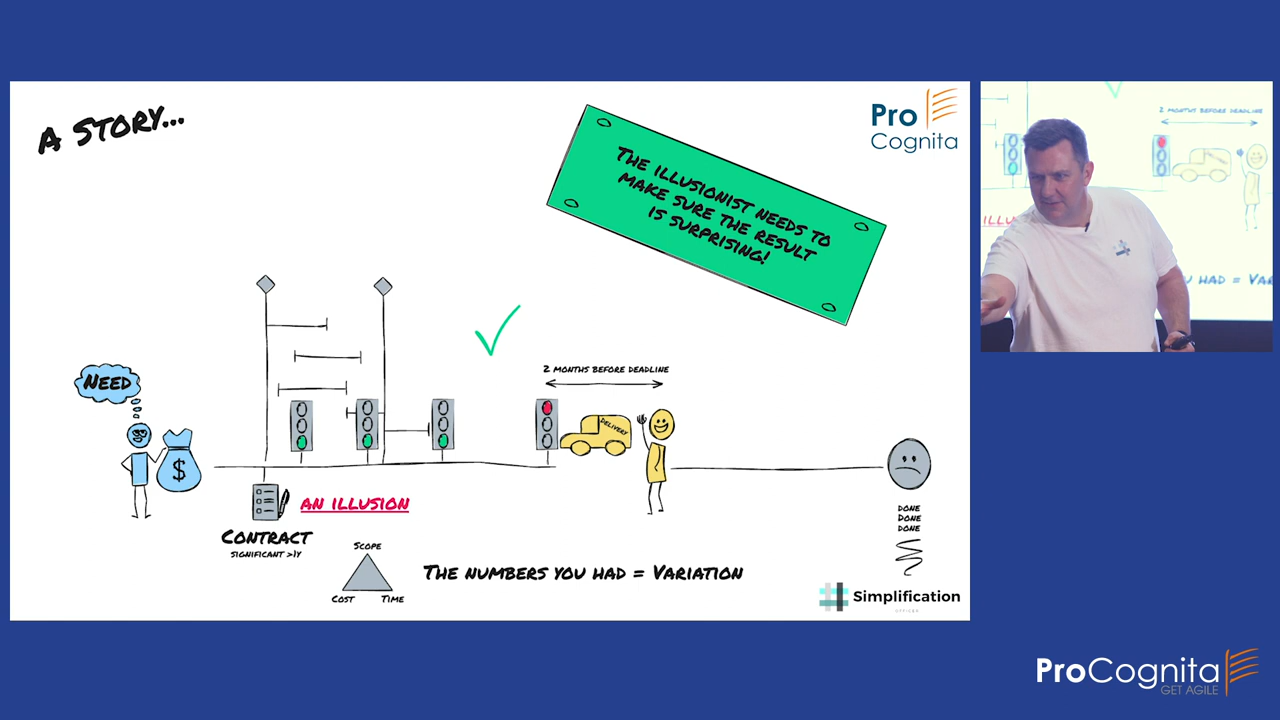 A Story...
Pro
Cognita
The illusionist needs to
make sure the result
is surprising!
Need
$
2 months before deadline
Delivery
An illusion
Contract
significant >1y
Scope
Cost
Time
The numbers you had = Variation
Done
Done
Done
Simplification
OFFICER
2 months before deadline
ILLU
U HAD = VAR
ProCognita
GET AGILE